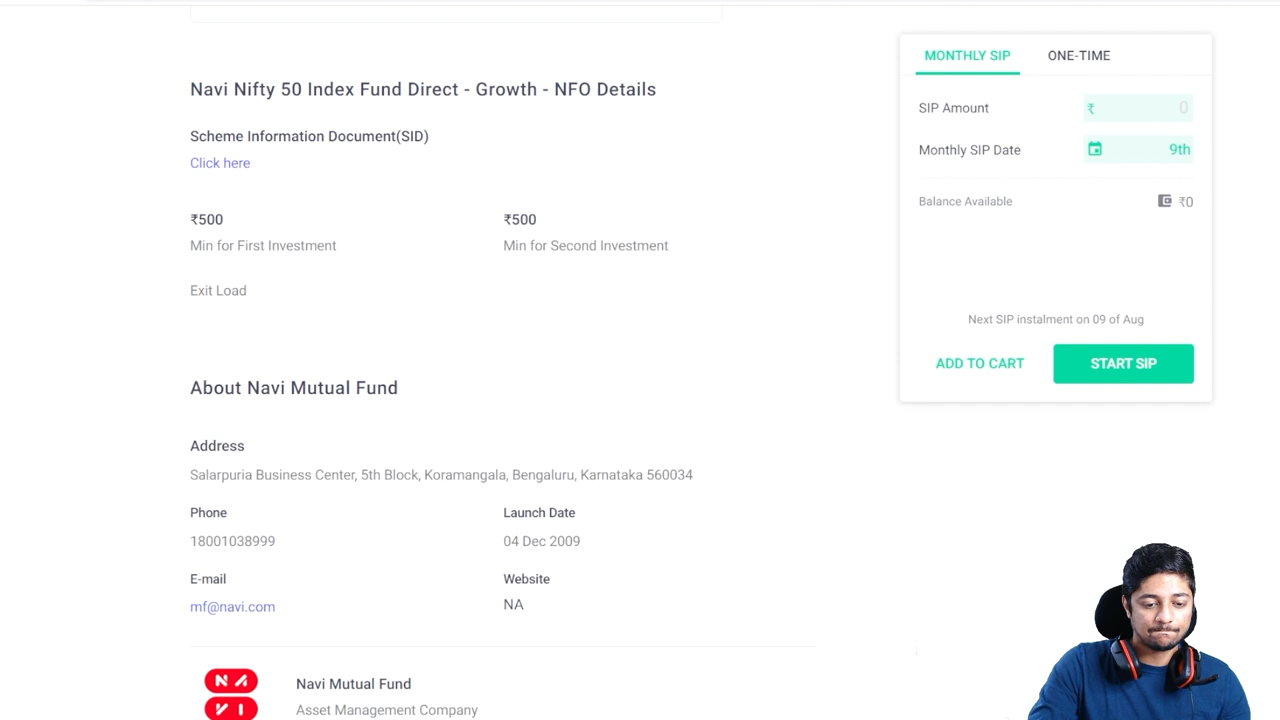 MONTHLY SIP ONE-TIME
Navi Nifty 50 Index Fund Direct - Growth - NFO Details
SIP Amount ₹ 0
Scheme Information Document(SID)
Monthly SIP Date 9th
Click here
Balance Available ₹0
₹500 ₹500
Min for First Investment Min for Second Investment
Exit Load
Next SIP instalment on 09 of Aug
ADD TO CART START SIP
About Navi Mutual Fund
Address
Salarpuria Business Center, 5th Block, Koramangala, Bengaluru, Karnataka 560034
Phone Launch Date
18001038999 04 Dec 2009
E-mail Website
mf@navi.com NA
NAVI
Navi Mutual Fund
Asset Management Company